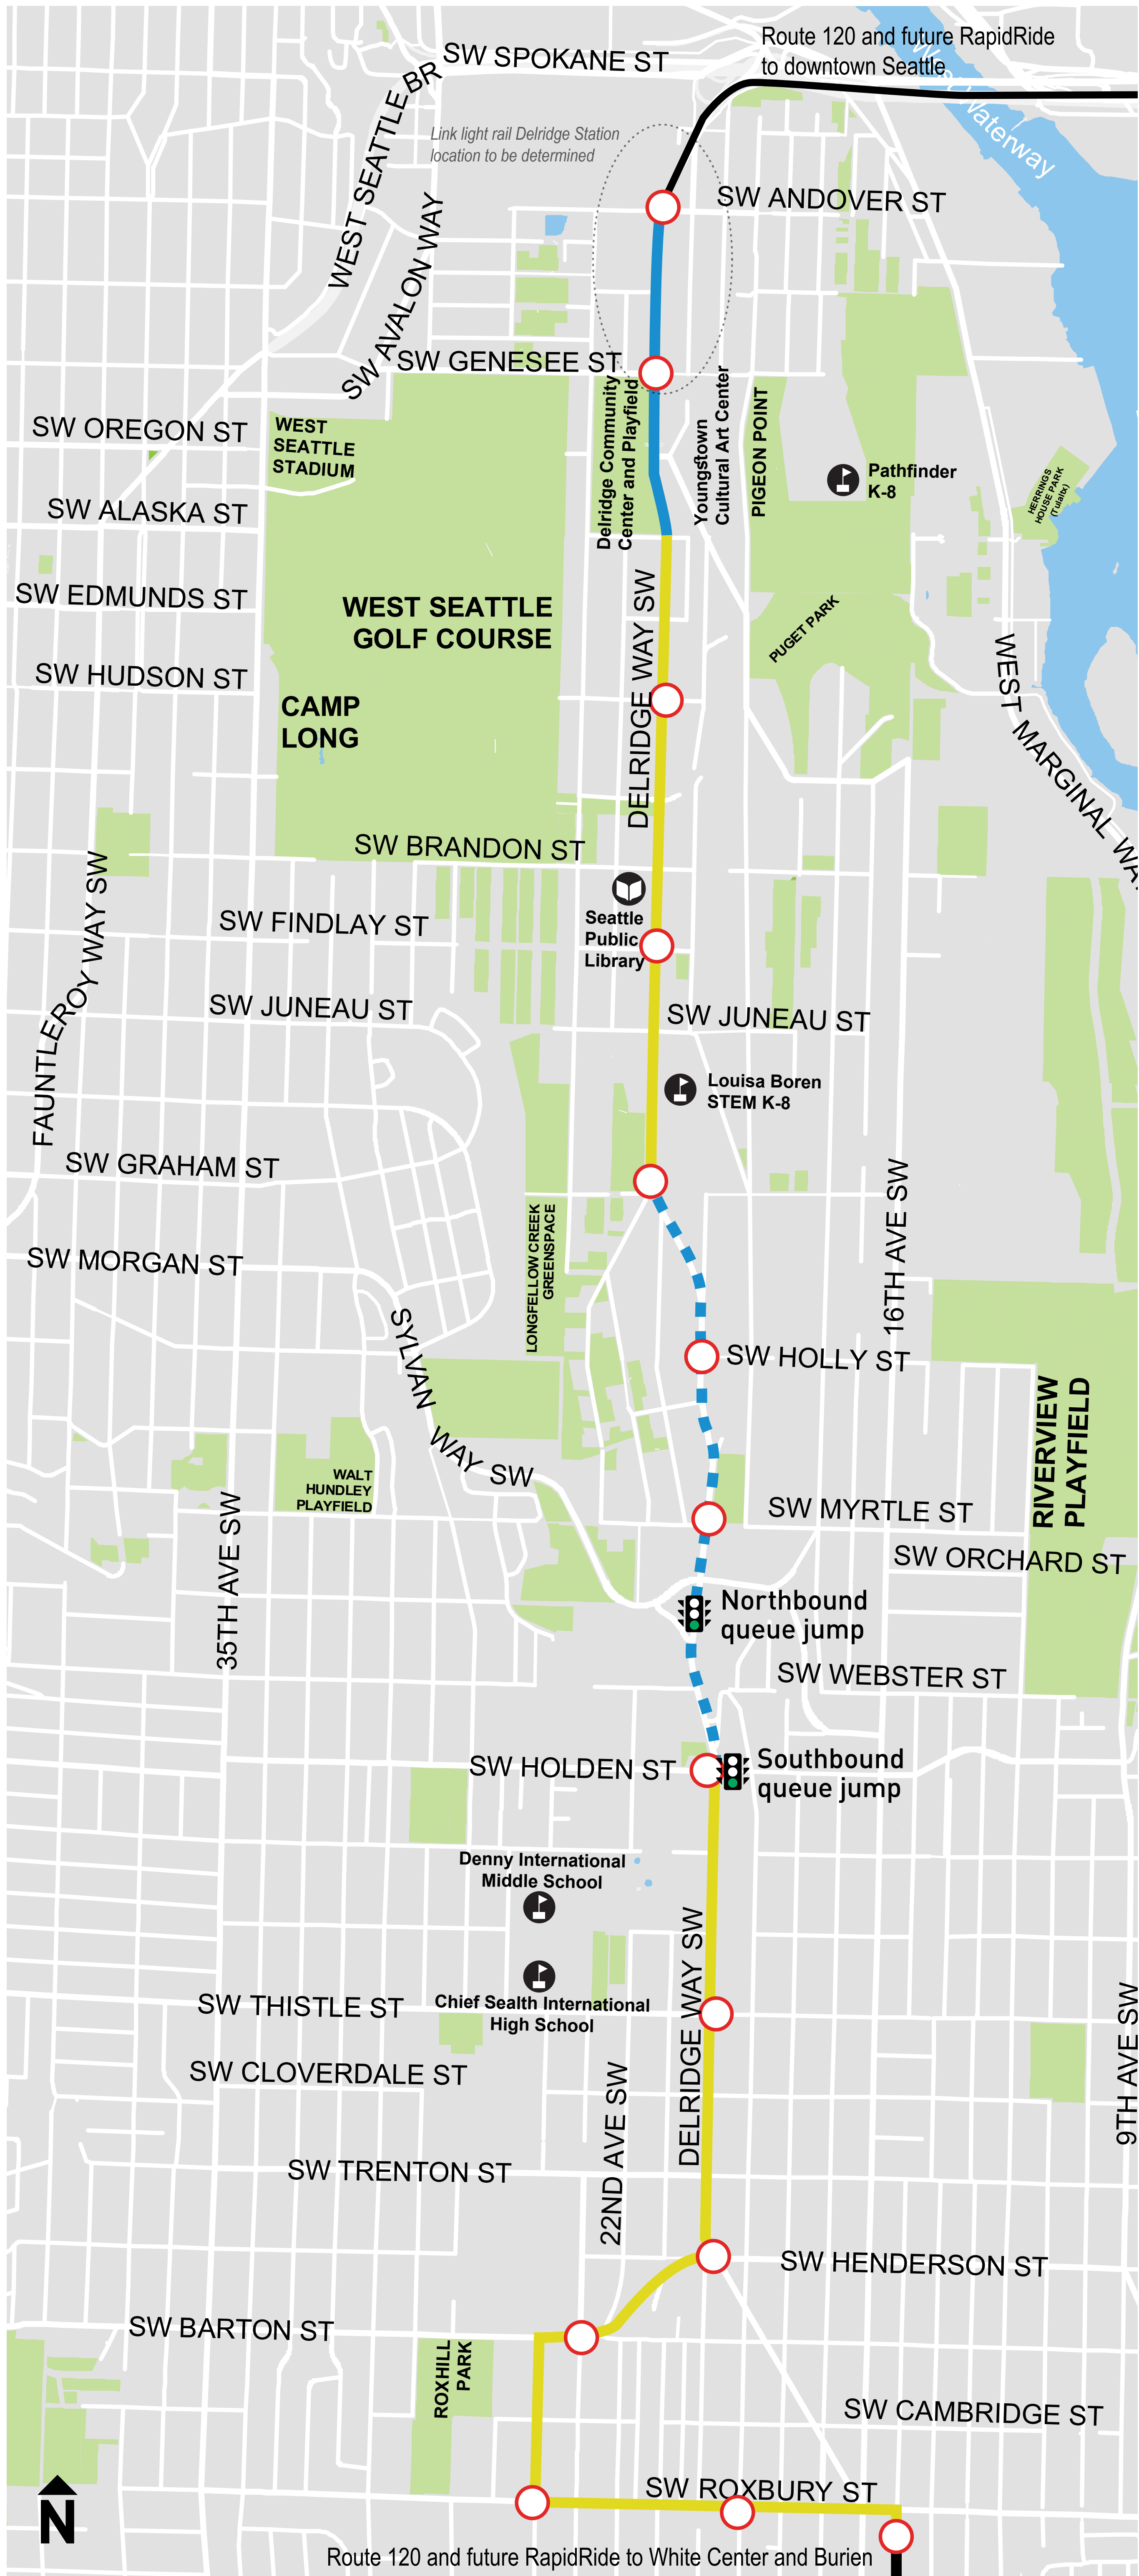 Route 120 and future RapidRide
to downtown Seattle
SW SPOKANE ST
WEST SEATTLE BR
West Waterway
Link light rail Delridge Station
location to be determined
SW ANDOVER ST
SW AVALON WAY
SW GENESEE ST
SW OREGON ST
WEST
SEATTLE
STADIUM
Delridge Community
Center and Playfield
Youngstown
Cultural Art Center
PIGEON POINT
Pathfinder
K-8
HERRINGS
HOUSE PARK
(Tulaltx)
SW ALASKA ST
SW EDMUNDS ST
WEST SEATTLE
GOLF COURSE
DELRIDGE WAY SW
PUGET PARK
SW HUDSON ST
CAMP
LONG
WEST MARGINAL WAY
SW BRANDON ST
FAUNTLEROY WAY SW
SW FINDLAY ST
Seattle
Public
Library
SW JUNEAU ST
SW JUNEAU ST
Louisa Boren
STEM K-8
SW GRAHAM ST
16TH AVE SW
LONGFELLOW CREEK
GREENSPACE
SW MORGAN ST
SYLVAN WAY SW
SW HOLLY ST
RIVERVIEW
PLAYFIELD
WALT
HUNDLEY
PLAYFIELD
35TH AVE SW
SW MYRTLE ST
SW ORCHARD ST
Northbound
queue jump
SW WEBSTER ST
SW HOLDEN ST
Southbound
queue jump
Denny International
Middle School
DELRIDGE WAY SW
SW THISTLE ST
Chief Sealth International
High School
9TH AVE SW
SW CLOVERDALE ST
22ND AVE SW
SW TRENTON ST
SW HENDERSON ST
SW BARTON ST
ROXHILL
PARK
SW CAMBRIDGE ST
SW ROXBURY ST
N
Route 120 and future RapidRide to White Center and Burien